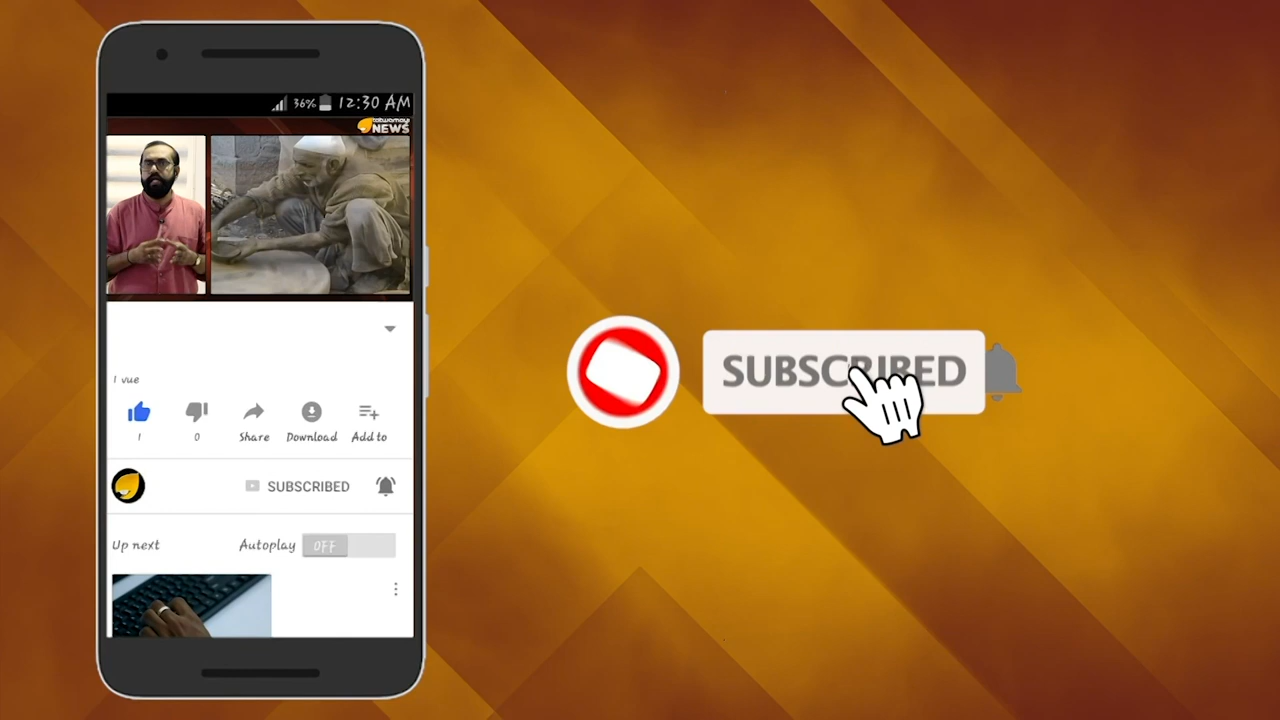 36% 12:30 AM
tatwamayi
NEWS
1 vue
1
0
Share
Download
Add to
SUBSCRIBED
Up next
Autoplay
OFF
SUBSCRIBED